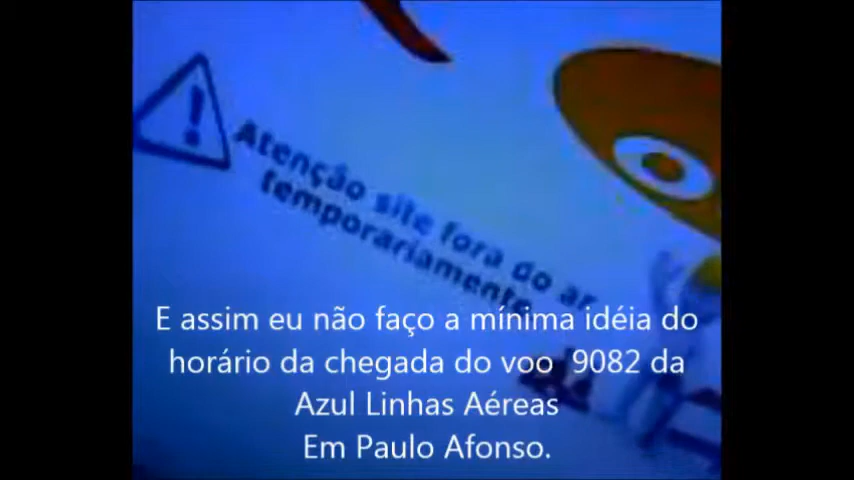 Atenção site fora do ar
temporariamente
E assim eu não faço a mínima idéia do
horário da chegada do voo 9082 da
Azul Linhas Aéreas
Em Paulo Afonso.